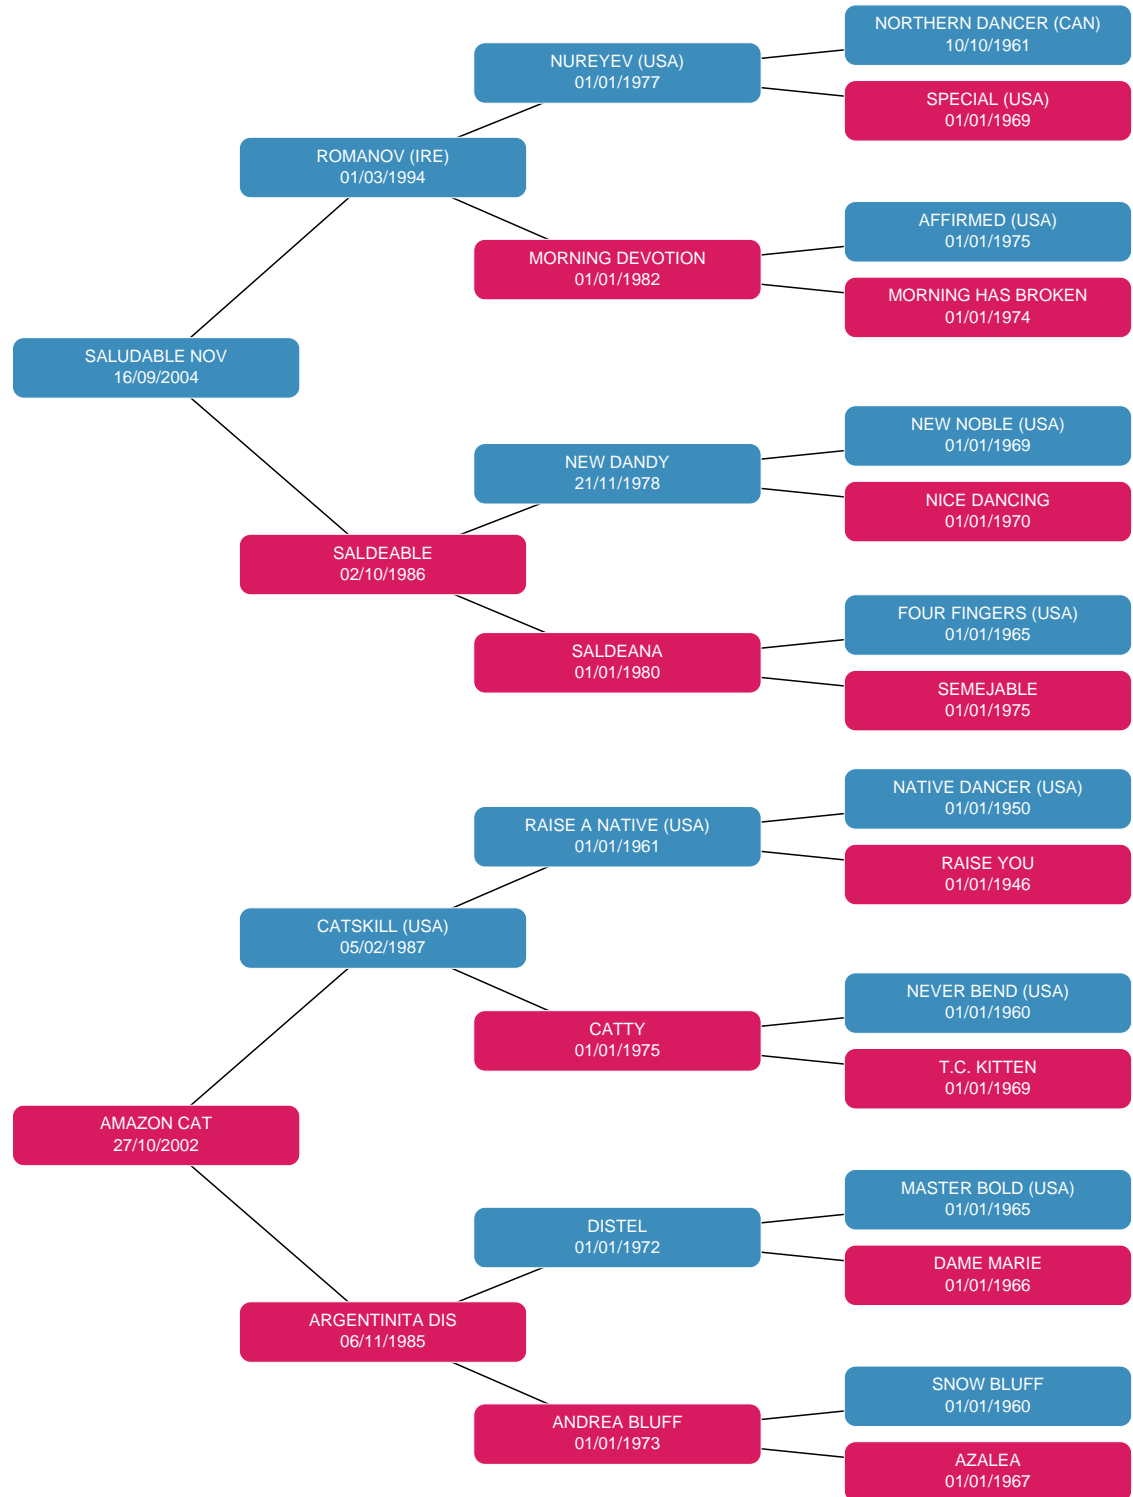 NORTHERN DANCER (CAN)
10/10/1961
NUREYEV (USA)
01/01/1977
SPECIAL (USA)
01/01/1969
ROMANOV (IRE)
01/03/1994
AFFIRMED (USA)
01/01/1975
MORNING DEVOTION
01/01/1982
MORNING HAS BROKEN
01/01/1974
SALUDABLE NOV
16/09/2004
NEW NOBLE (USA)
01/01/1969
NEW DANDY
21/11/1978
NICE DANCING
01/01/1970
SALDEABLE
02/10/1986
FOUR FINGERS (USA)
01/01/1965
SALDEANA
01/01/1980
SEMEJABLE
01/01/1975
NATIVE DANCER (USA)
01/01/1950
RAISE A NATIVE (USA)
01/01/1961
RAISE YOU
01/01/1946
CATSKILL (USA)
05/02/1987
NEVER BEND (USA)
01/01/1960
CATTY
01/01/1975
T.C. KITTEN
01/01/1969
AMAZON CAT
27/10/2002
MASTER BOLD (USA)
01/01/1965
DISTEL
01/01/1972
DAME MARIE
01/01/1966
ARGENTINITA DIS
06/11/1985
SNOW BLUFF
01/01/1960
ANDREA BLUFF
01/01/1973
AZALEA
01/01/1967